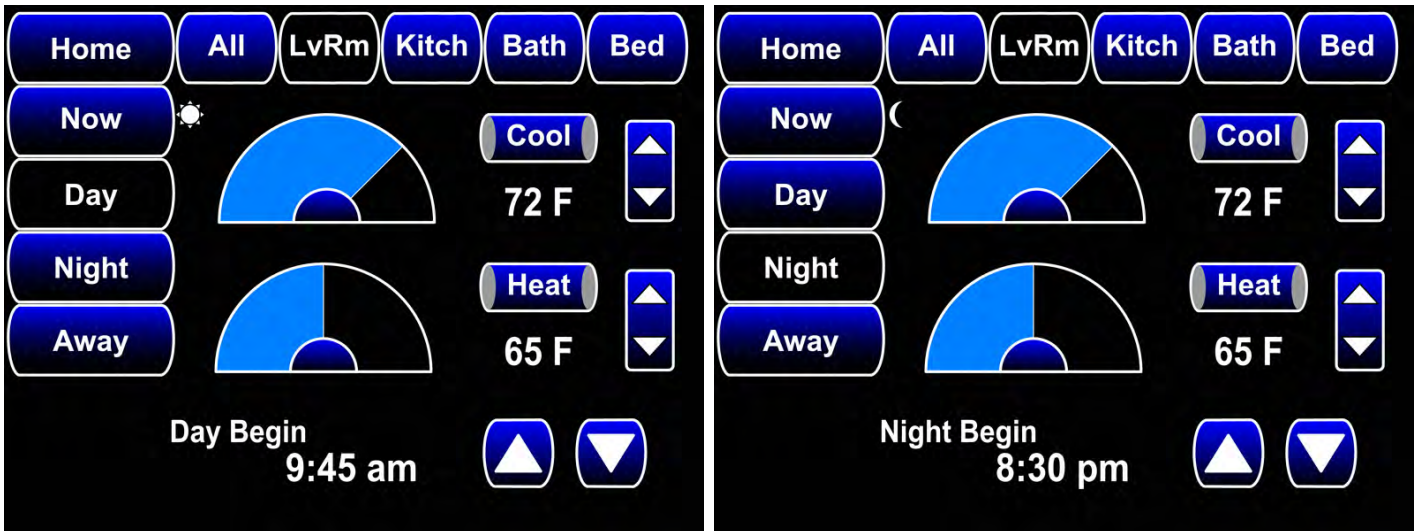 Home All LvRm Kitch Bath Bed
Now
Cool
Day
72 F
Night
Heat
Away
65 F
Day Begin
9:45 am
Home All LvRm Kitch Bath Bed
Now
Cool
Day
72 F
Night
Heat
Away
65 F
Night Begin
8:30 pm